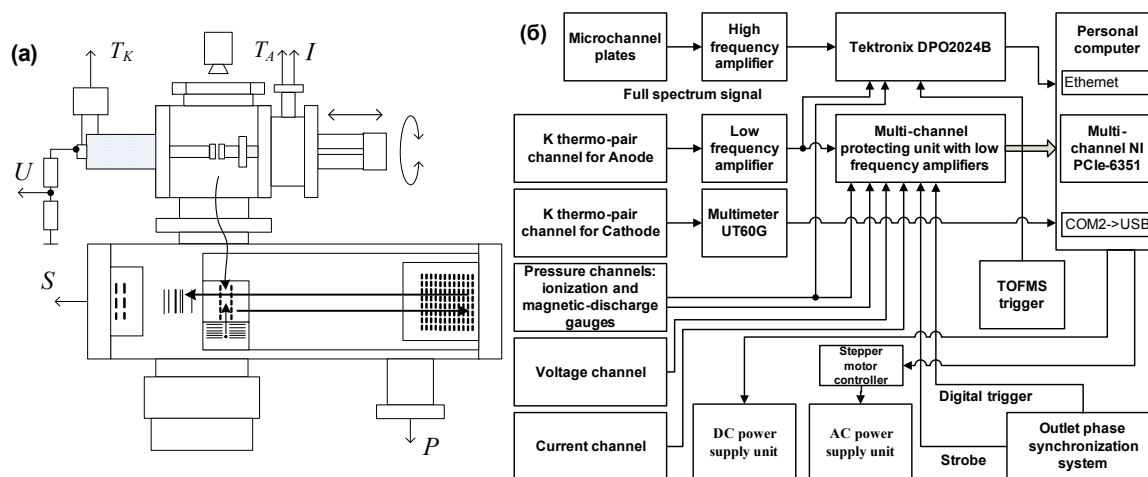 (a)
T_K
T_A
I
U
S
P
(б)
Microchannel
plates
High
frequency
amplifier
Tektronix DPO2024B
Personal
computer
Ethernet
Full spectrum signal
K thermo-pair
channel for Anode
Low
frequency
amplifier
Multi-channel
protecting unit with low
frequency amplifiers
Multi-
channel NI
PCIe-6351
K thermo-pair
channel for Cathode
Multimeter
UT60G
COM2->USB
Pressure channels:
ionization and
magnetic-discharge
gauges
TOFMS
trigger
Voltage channel
Stepper
motor
controller
Digital trigger
Current channel
DC power
supply unit
AC power
supply unit
Strobe
Outlet phase
synchronization
system